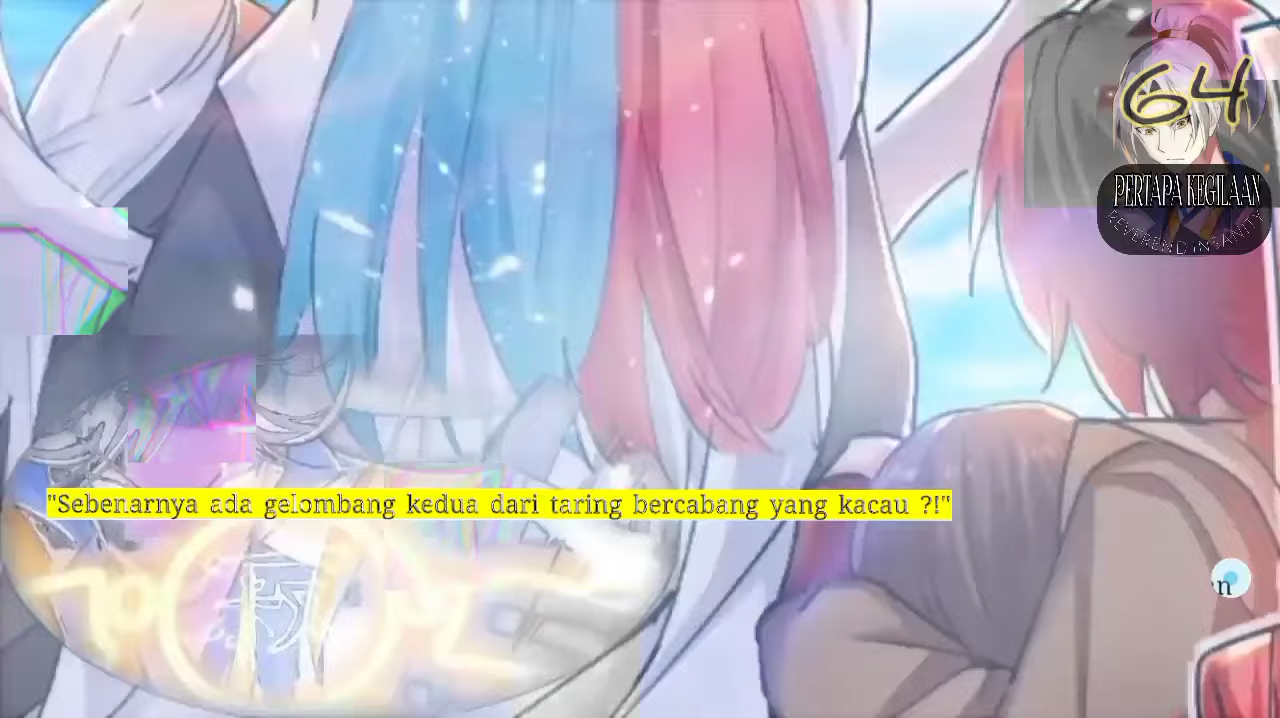 64
PERTAPA KEGILAAN
REVEREND INSANITY
"Sebenarnya ada gelombang kedua dari taring bercabang yang kacau ?!"
n